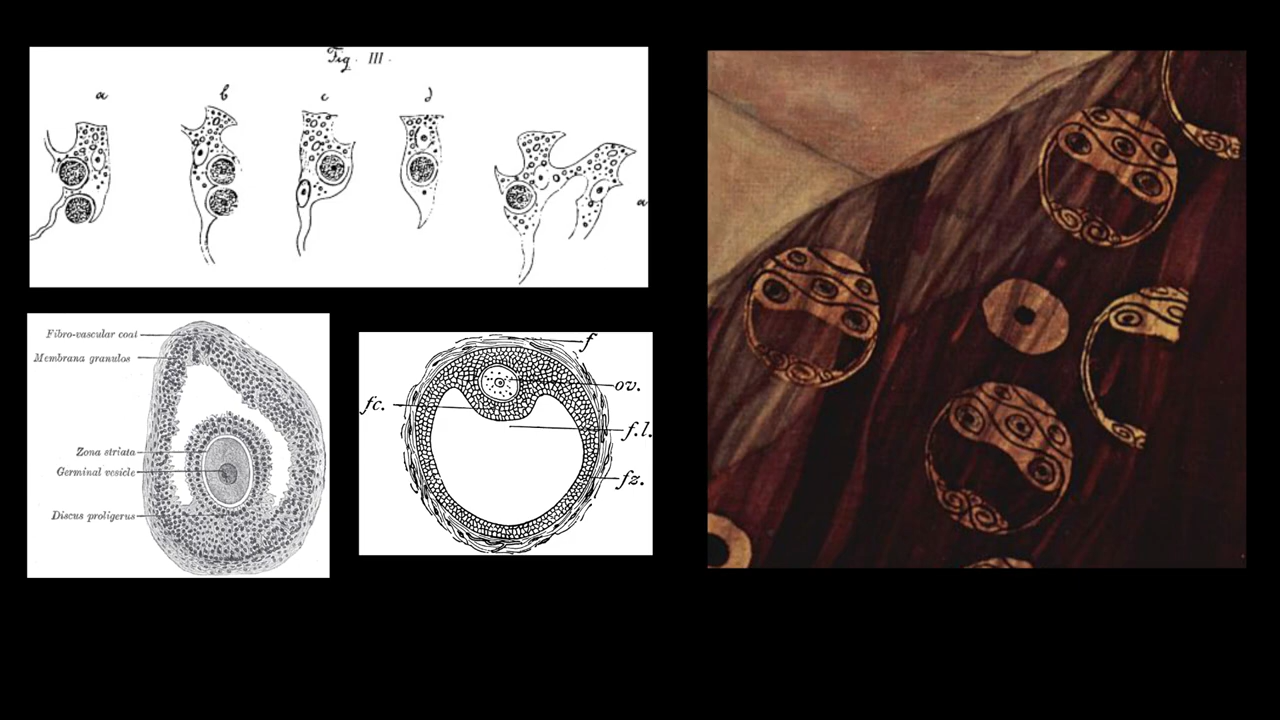 Fig. III.
a
b
c
d
a
Fibro-vascular coat
Membrana granulos
Zona striata
Germinal vesicle
Discus proligerus
f
ov.
fc.
f.l.
fz.